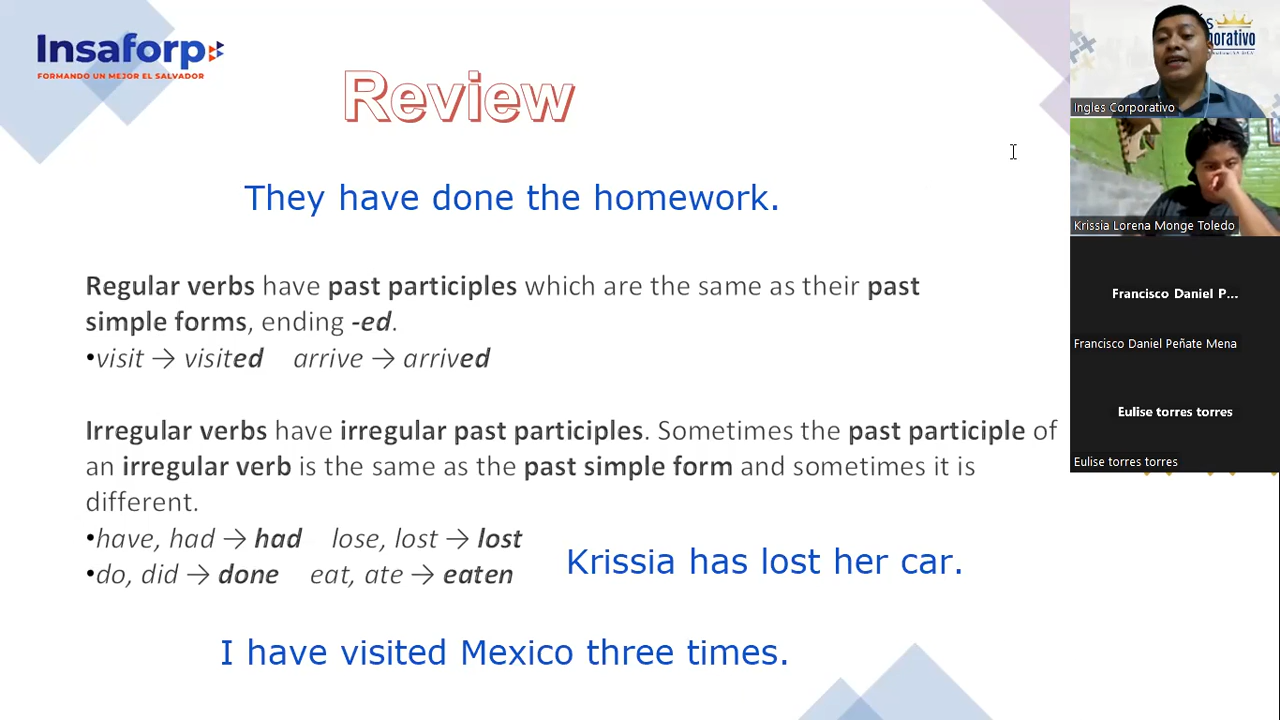 Insaforp
FORMANDO UN MEJOR EL SALVADOR
Review
They have done the homework.
Regular verbs have past participles which are the same as their past
simple forms, ending -ed.
•visit → visited arrive → arrived
Irregular verbs have irregular past participles. Sometimes the past participle of
an irregular verb is the same as the past simple form and sometimes it is
different.
•have, had → had lose, lost → lost
•do, did → done eat, ate → eaten
Krissia has lost her car.
I have visited Mexico three times.
Ingles Corporativo
Krissia Lorena Monge Toledo
Francisco Daniel P...
Francisco Daniel Peñate Mena
Eulise torres torres
Eulise torres torres